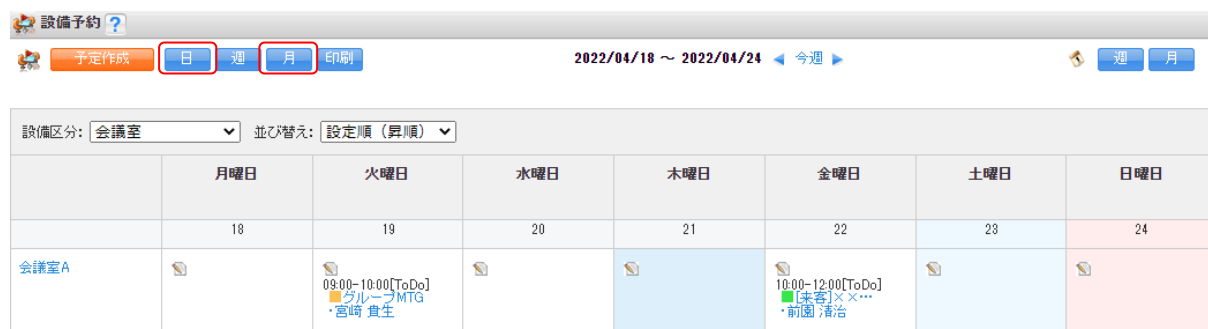 設備予約 ?
予定作成 日 週 月 印刷 2022/04/18 ～ 2022/04/24 今週 週 月
設備区分: 会議室 並び替え: 設定順（昇順）
月曜日 火曜日 水曜日 木曜日 金曜日 土曜日 日曜日
18 19 20 21 22 23 24
会議室A
09:00-10:00[ToDo]
グループMTG
・宮崎 貴生
10:00-12:00[ToDo]
[来客]××…
・前園 清治